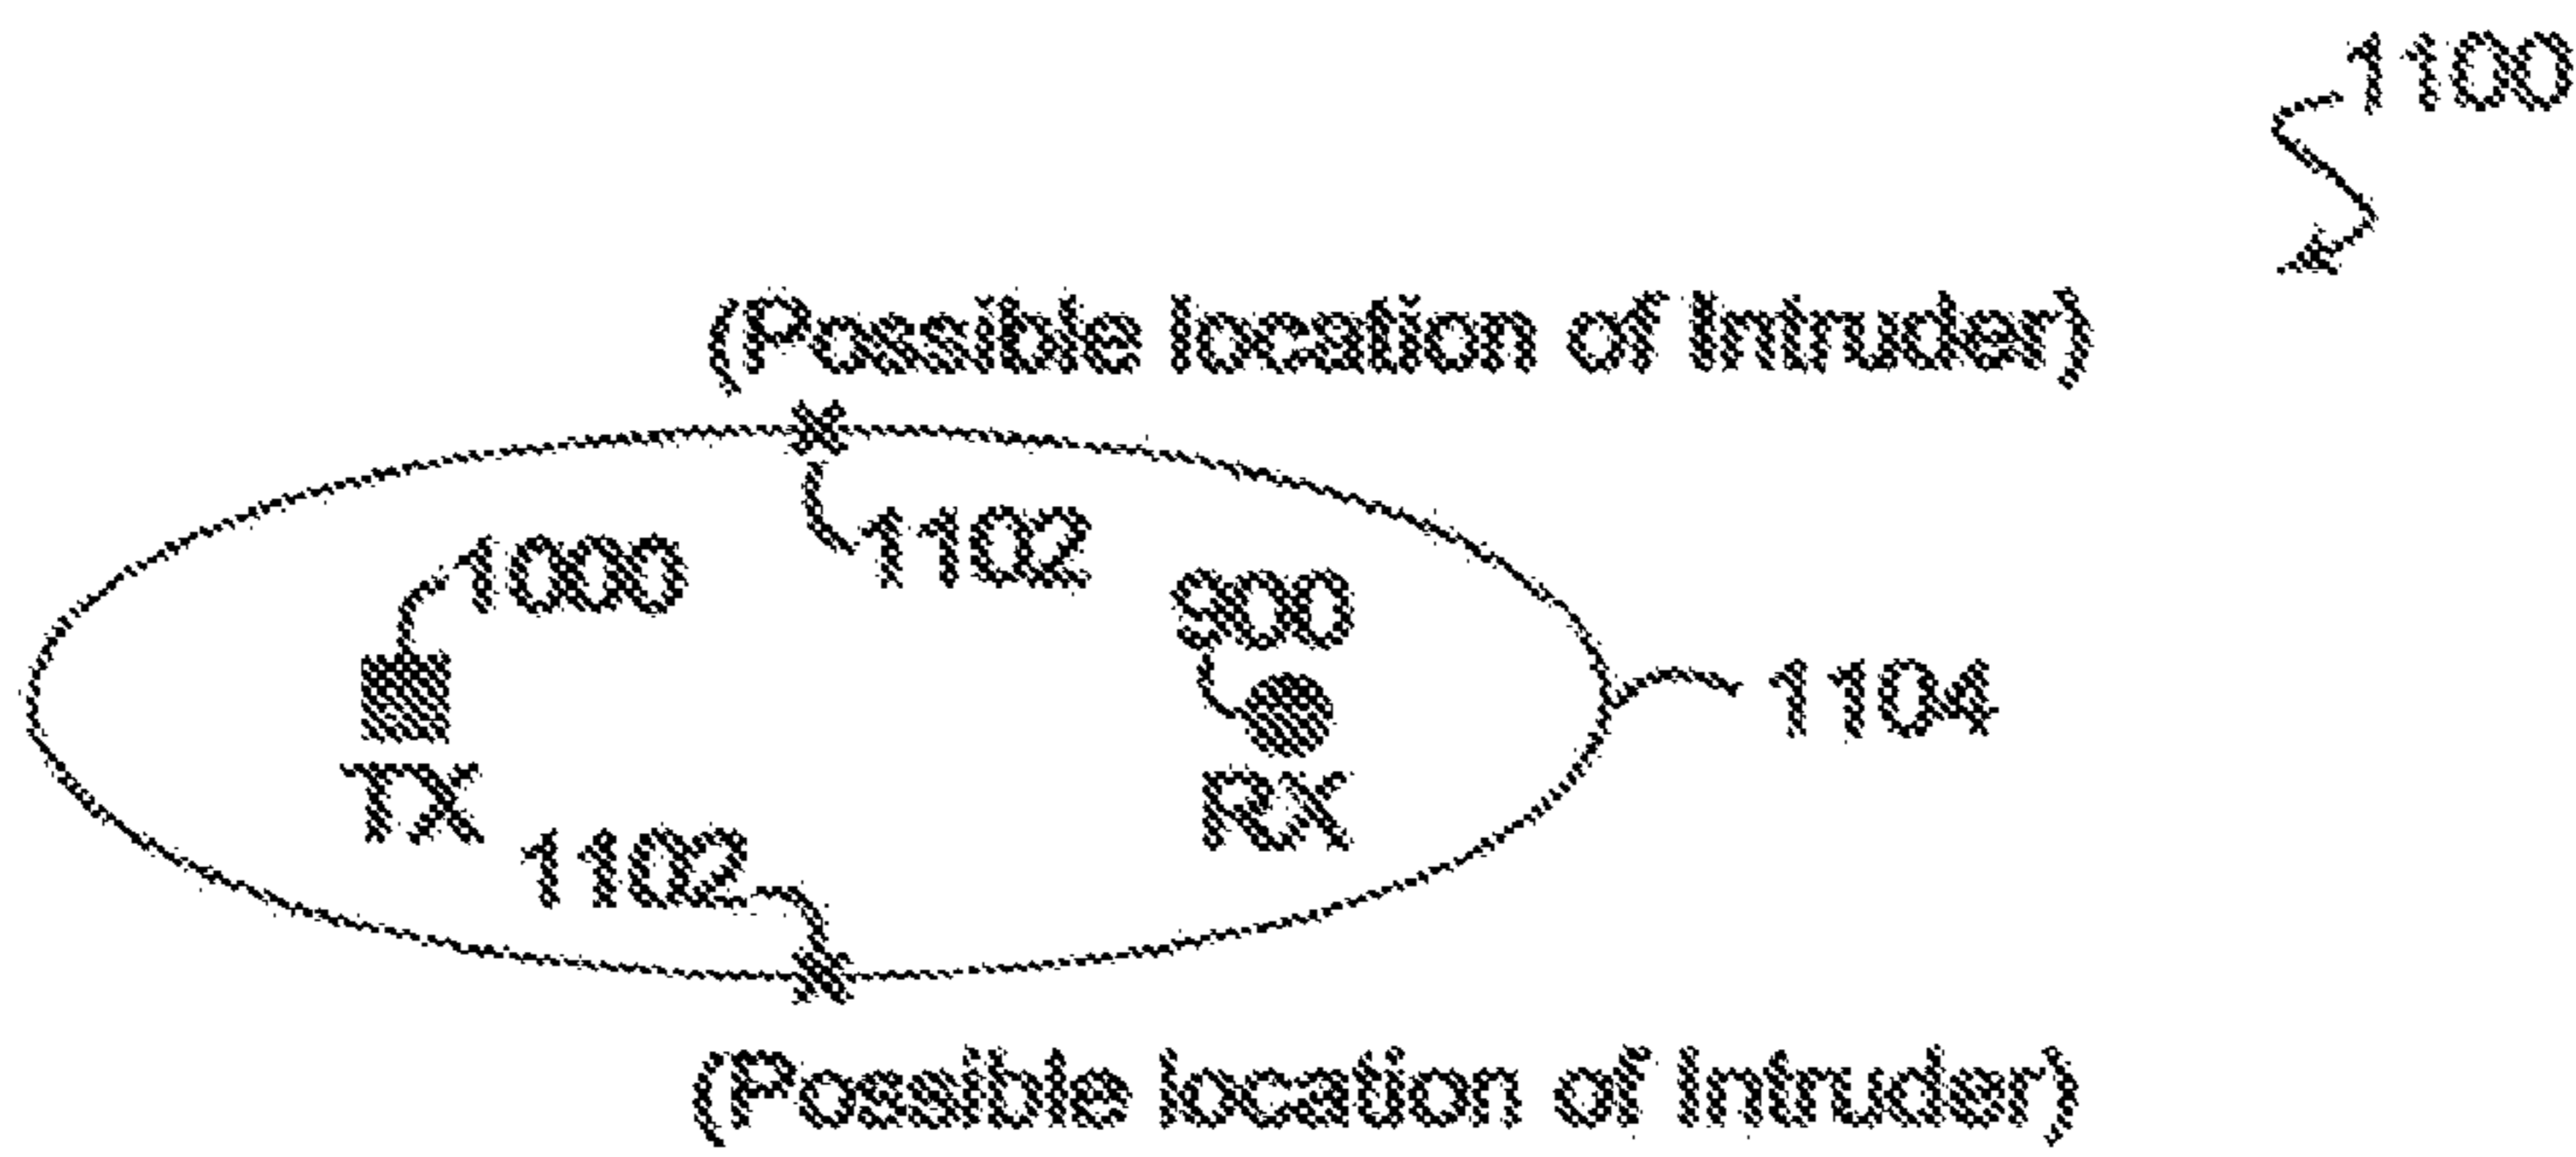 1100
(Possible location of Intruder)
1102
1000
900
1104
TX
RX
1102
(Possible location of Intruder)